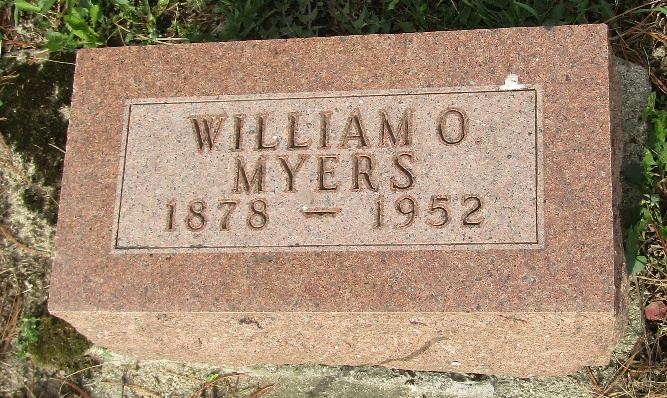 WILLIAM O.
MYERS
1878 — 1952